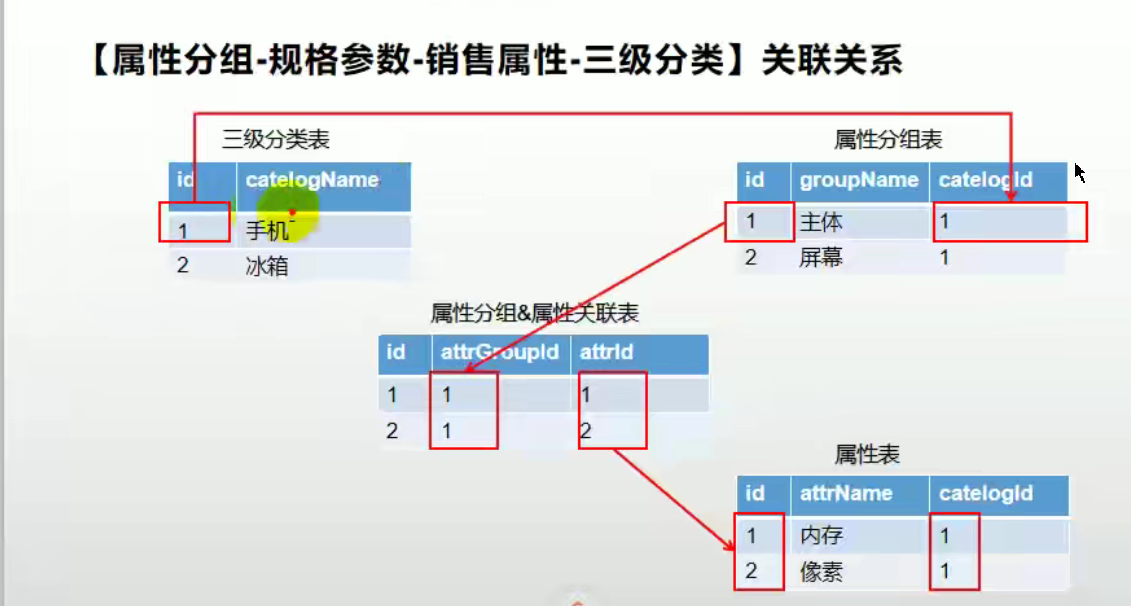 【属性分组-规格参数-销售属性-三级分类】关联关系
三级分类表
id catelogName
1 手机
2 冰箱
属性分组表
id groupName catelogId
1 主体 1
2 屏幕 1
属性分组&属性关联表
id attrGroupId attrId
1 1 1
2 1 2
属性表
id attrName catelogId
1 内存 1
2 像素 1